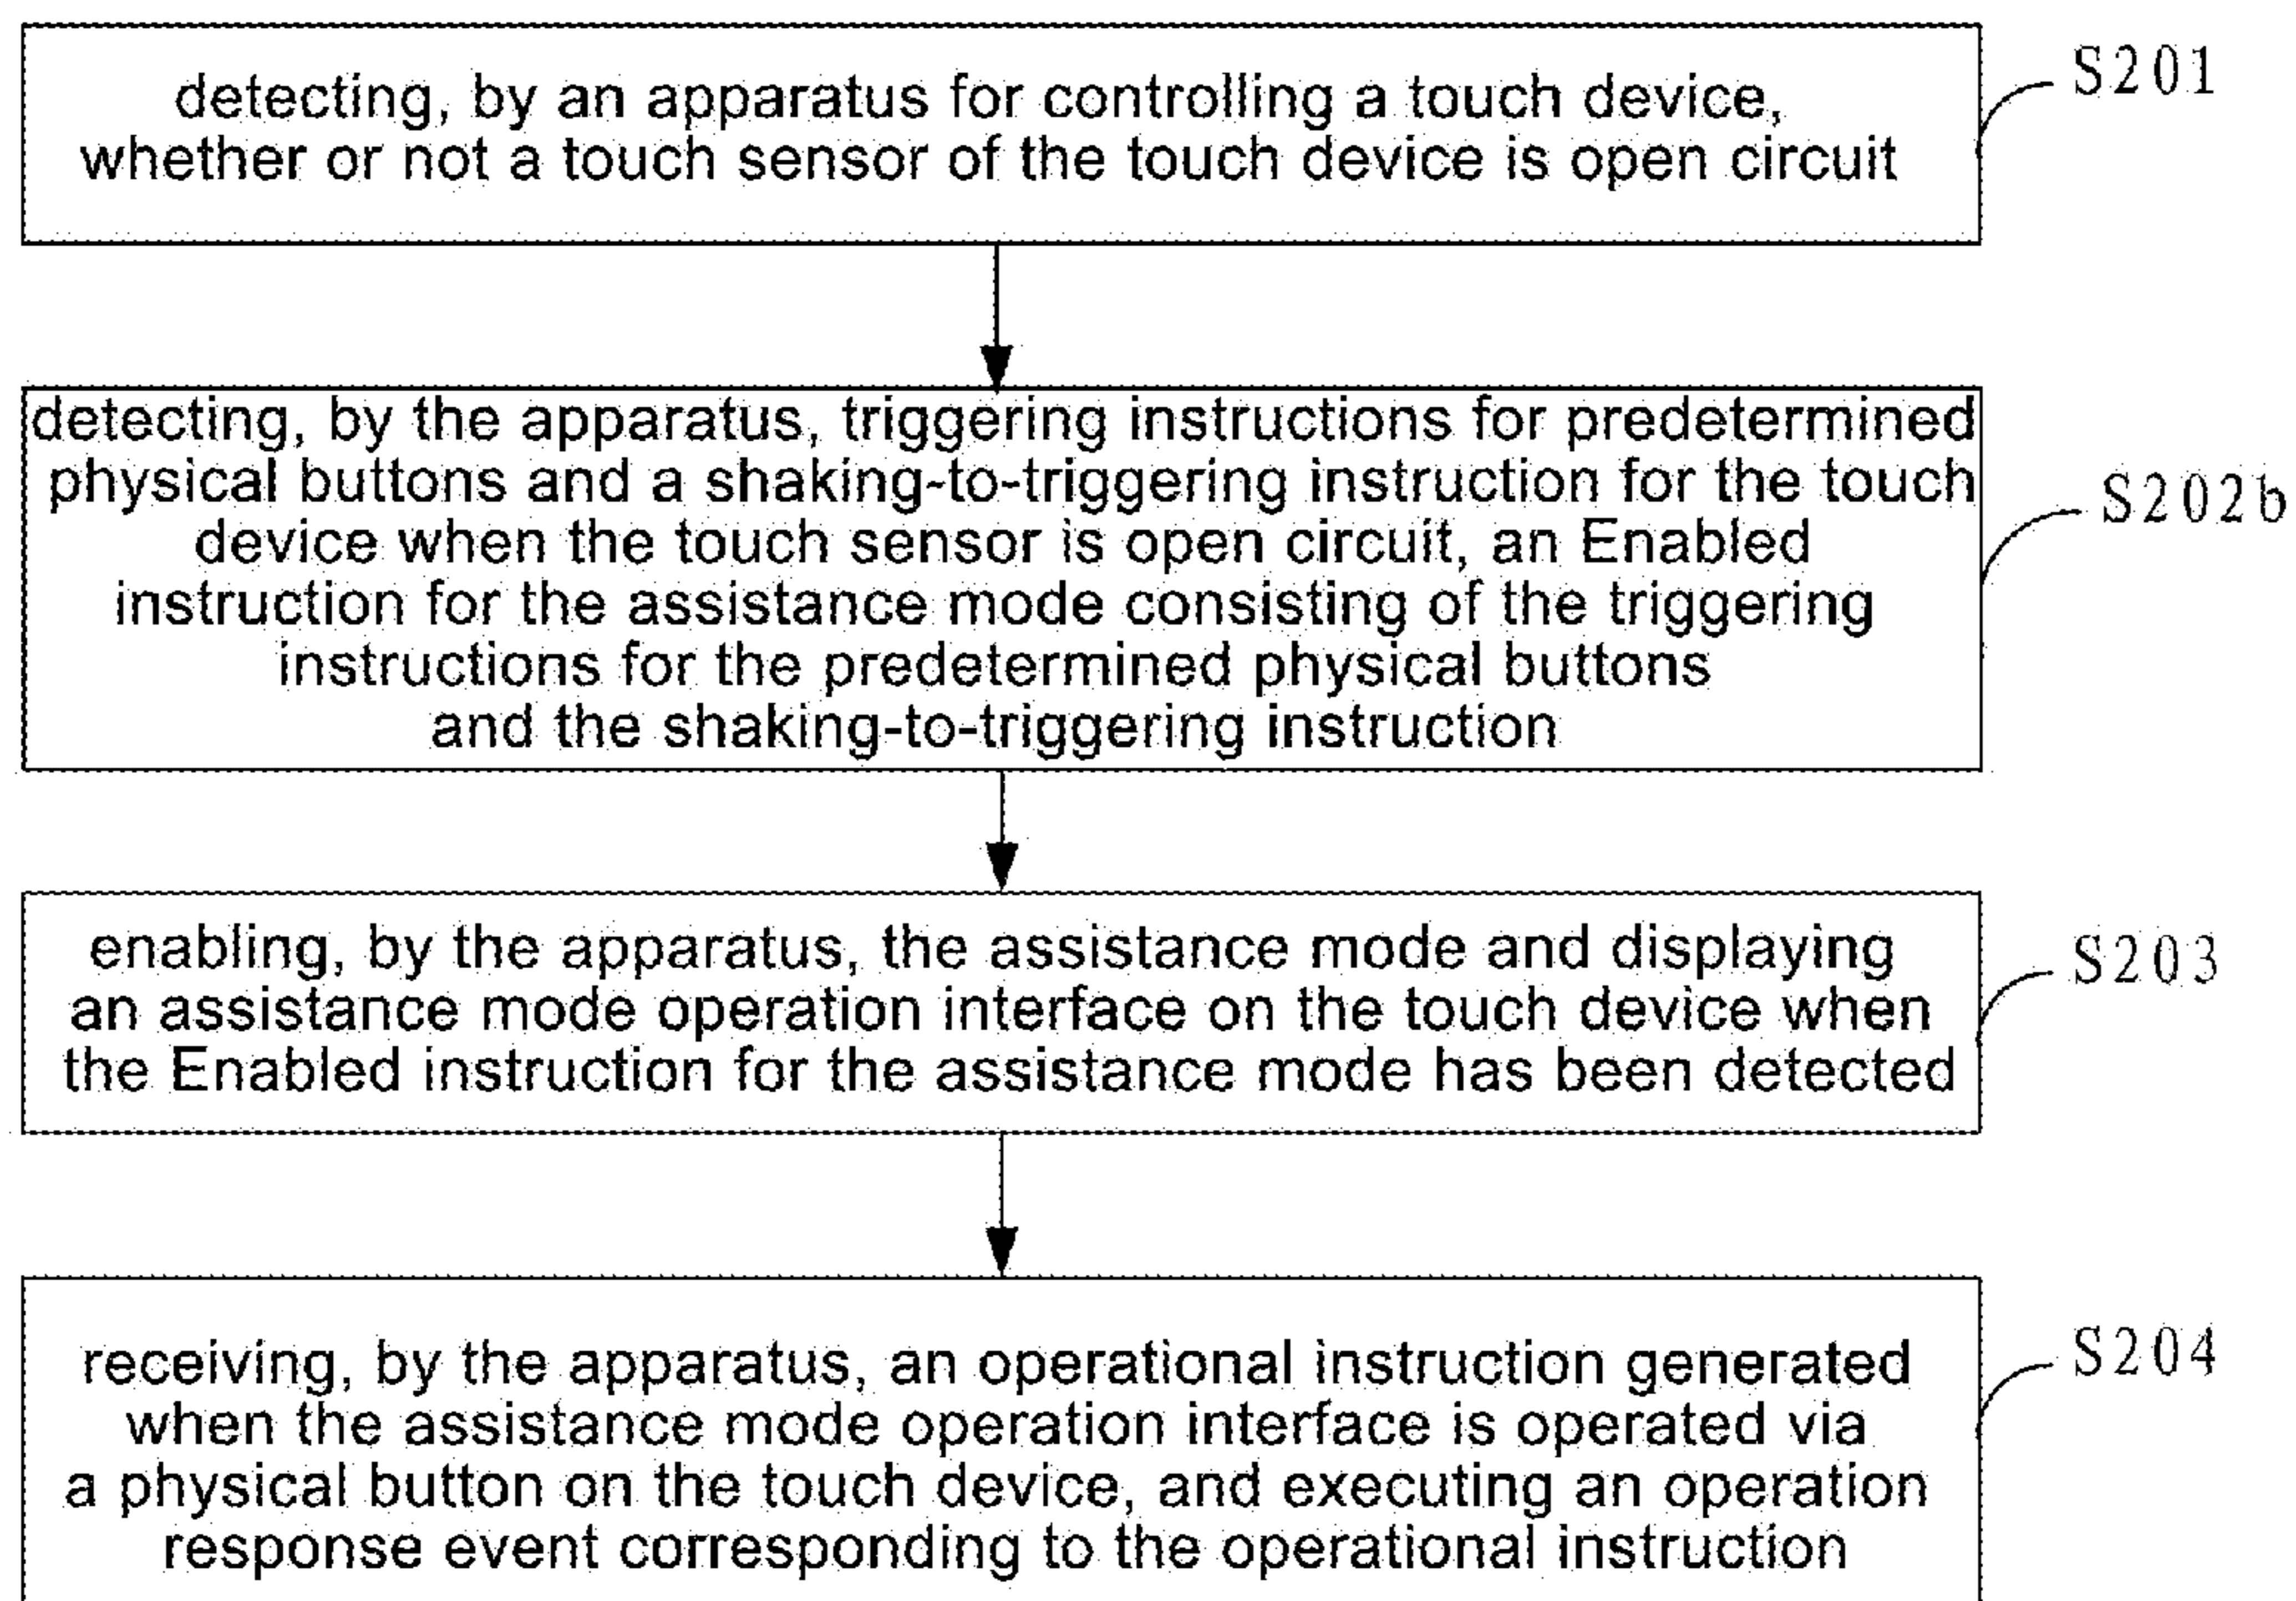 detecting, by an apparatus for controlling a touch device,
whether or not a touch sensor of the touch device is open circuit
S201
detecting, by the apparatus, triggering instructions for predetermined
physical buttons and a shaking-to-triggering instruction for the touch
device when the touch sensor is open circuit, an Enabled
instruction for the assistance mode consisting of the triggering
instructions for the predetermined physical buttons
and the shaking-to-triggering instruction
S202b
enabling, by the apparatus, the assistance mode and displaying
an assistance mode operation interface on the touch device when
the Enabled instruction for the assistance mode has been detected
S203
receiving, by the apparatus, an operational instruction generated
when the assistance mode operation interface is operated via
a physical button on the touch device, and executing an operation
response event corresponding to the operational instruction
S204